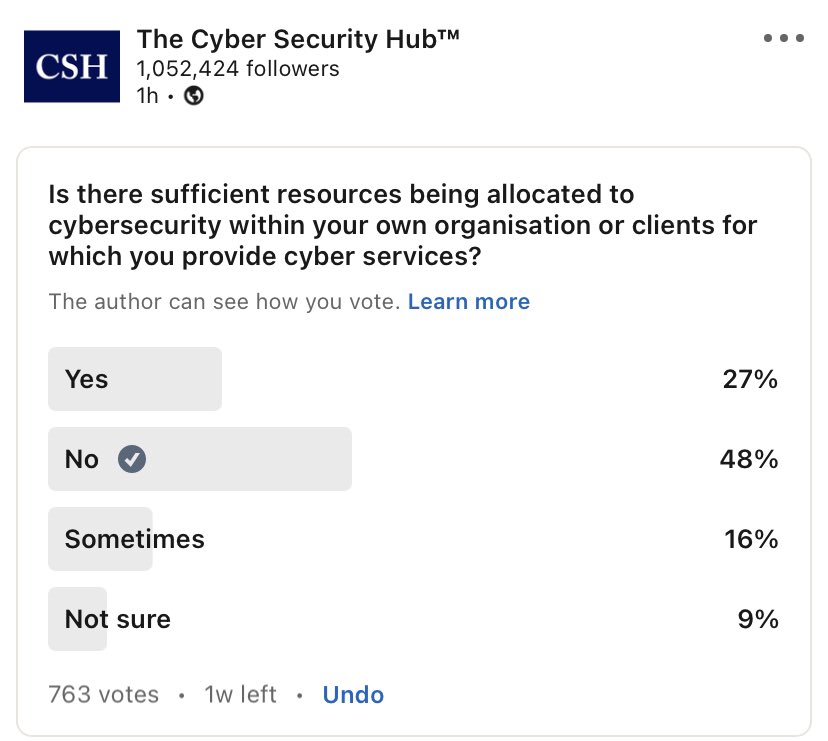 CSH
The Cyber Security Hub™
1,052,424 followers
1h •
Is there sufficient resources being allocated to
cybersecurity within your own organisation or clients for
which you provide cyber services?
The author can see how you vote. Learn more
Yes 27%
No 48%
Sometimes 16%
Not sure 9%
763 votes • 1w left • Undo